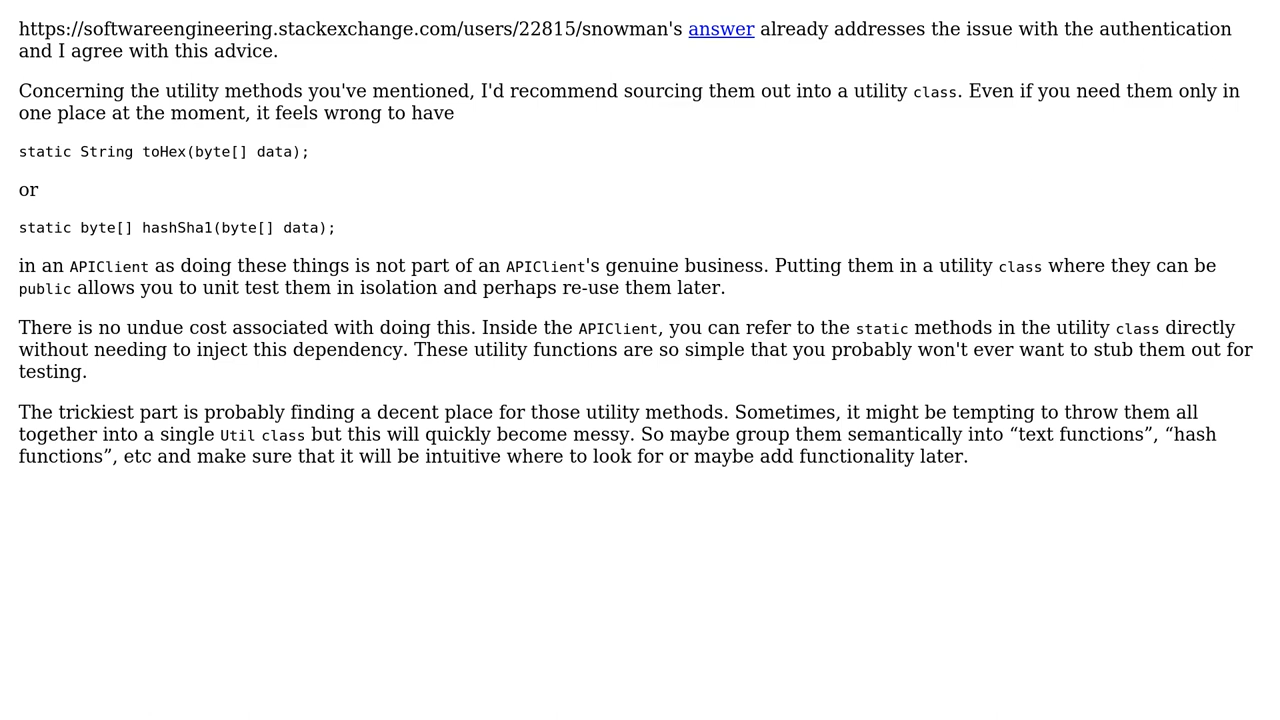 https://softwareengineering.stackexchange.com/users/22815/snowman's answer already addresses the issue with the authentication
and I agree with this advice.
Concerning the utility methods you've mentioned, I'd recommend sourcing them out into a utility class. Even if you need them only in
one place at the moment, it feels wrong to have
static String toHex(byte[] data);
or
static byte[] hashSha1(byte[] data);
in an APIClient as doing these things is not part of an APIClient's genuine business. Putting them in a utility class where they can be
public allows you to unit test them in isolation and perhaps re-use them later.
There is no undue cost associated with doing this. Inside the APIClient, you can refer to the static methods in the utility class directly
without needing to inject this dependency. These utility functions are so simple that you probably won't ever want to stub them out for
testing.
The trickiest part is probably finding a decent place for those utility methods. Sometimes, it might be tempting to throw them all
together into a single Util class but this will quickly become messy. So maybe group them semantically into “text functions”, “hash
functions”, etc and make sure that it will be intuitive where to look for or maybe add functionality later.